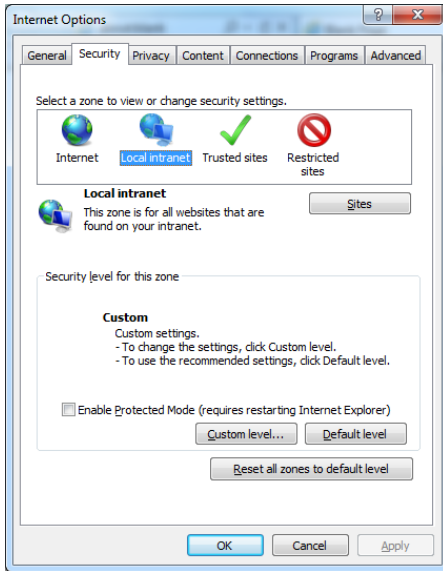 Internet Options
General Security Privacy Content Connections Programs Advanced
Select a zone to view or change security settings.
Internet Local intranet Trusted sites Restricted
sites
Local intranet
This zone is for all websites that are
found on your intranet.
Sites
Security level for this zone
Custom
Custom settings.
- To change the settings, click Custom level.
- To use the recommended settings, click Default level.
Enable Protected Mode (requires restarting Internet Explorer)
Custom level... Default level
Reset all zones to default level
OK Cancel Apply